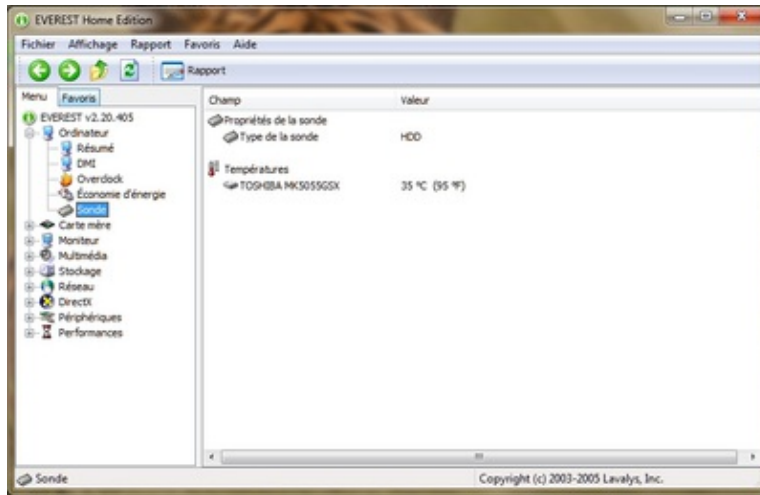 EVEREST Home Edition
Fichier Affichage Rapport Favoris Aide
Rapport
Menu Favoris
Champ Valeur
EVEREST v2.20.405
Ordinateur
Résumé
DMI
Overclock
Économie d'énergie
Sonde
Carte mère
Moniteur
Multimédia
Stockage
Réseau
DirectX
Périphériques
Performances
Propriétés de la sonde
Type de la sonde HDD
Températures
TOSHIBA MK5055GSX 35 °C (95 °F)
Sonde Copyright (c) 2003-2005 Lavalys, Inc.